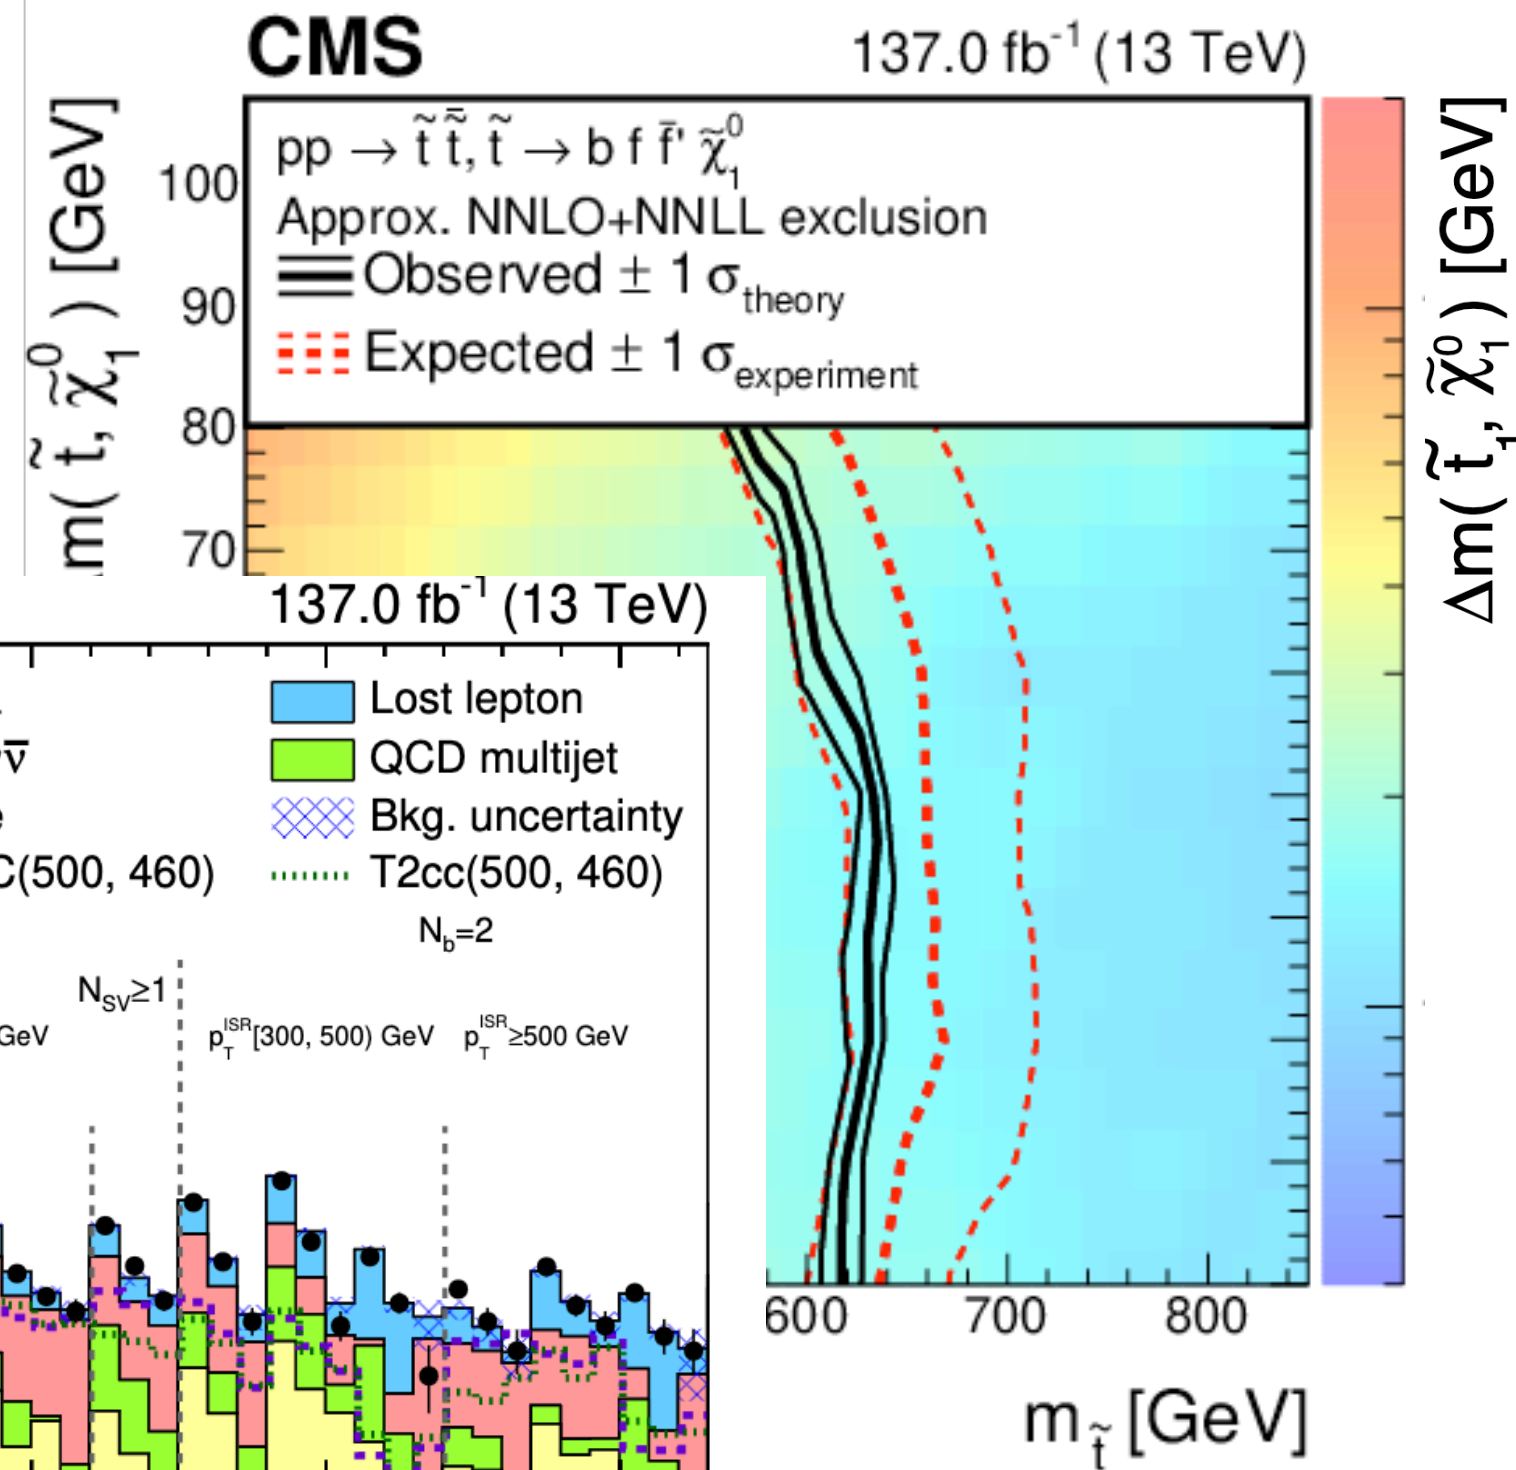 CMS
137.0 fb⁻¹ (13 TeV)
pp → t̃ t̃̄, t̃ → b f f̄' χ̃₁⁰
Approx. NNLO+NNLL exclusion
Observed ± 1 σ_theory
Expected ± 1 σ_experiment
100
90
80
70
m( t̃, χ̃₁⁰ ) [GeV]
Δm( t̃, χ̃₁⁰ ) [GeV]
600
700
800
m_t̃ [GeV]
137.0 fb⁻¹ (13 TeV)
Lost lepton
ν̄
QCD multijet
Bkg. uncertainty
(500, 460)
T2cc(500, 460)
N_b=2
N_SV≥1
GeV
p_T^ISR[300, 500) GeV
p_T^ISR≥500 GeV